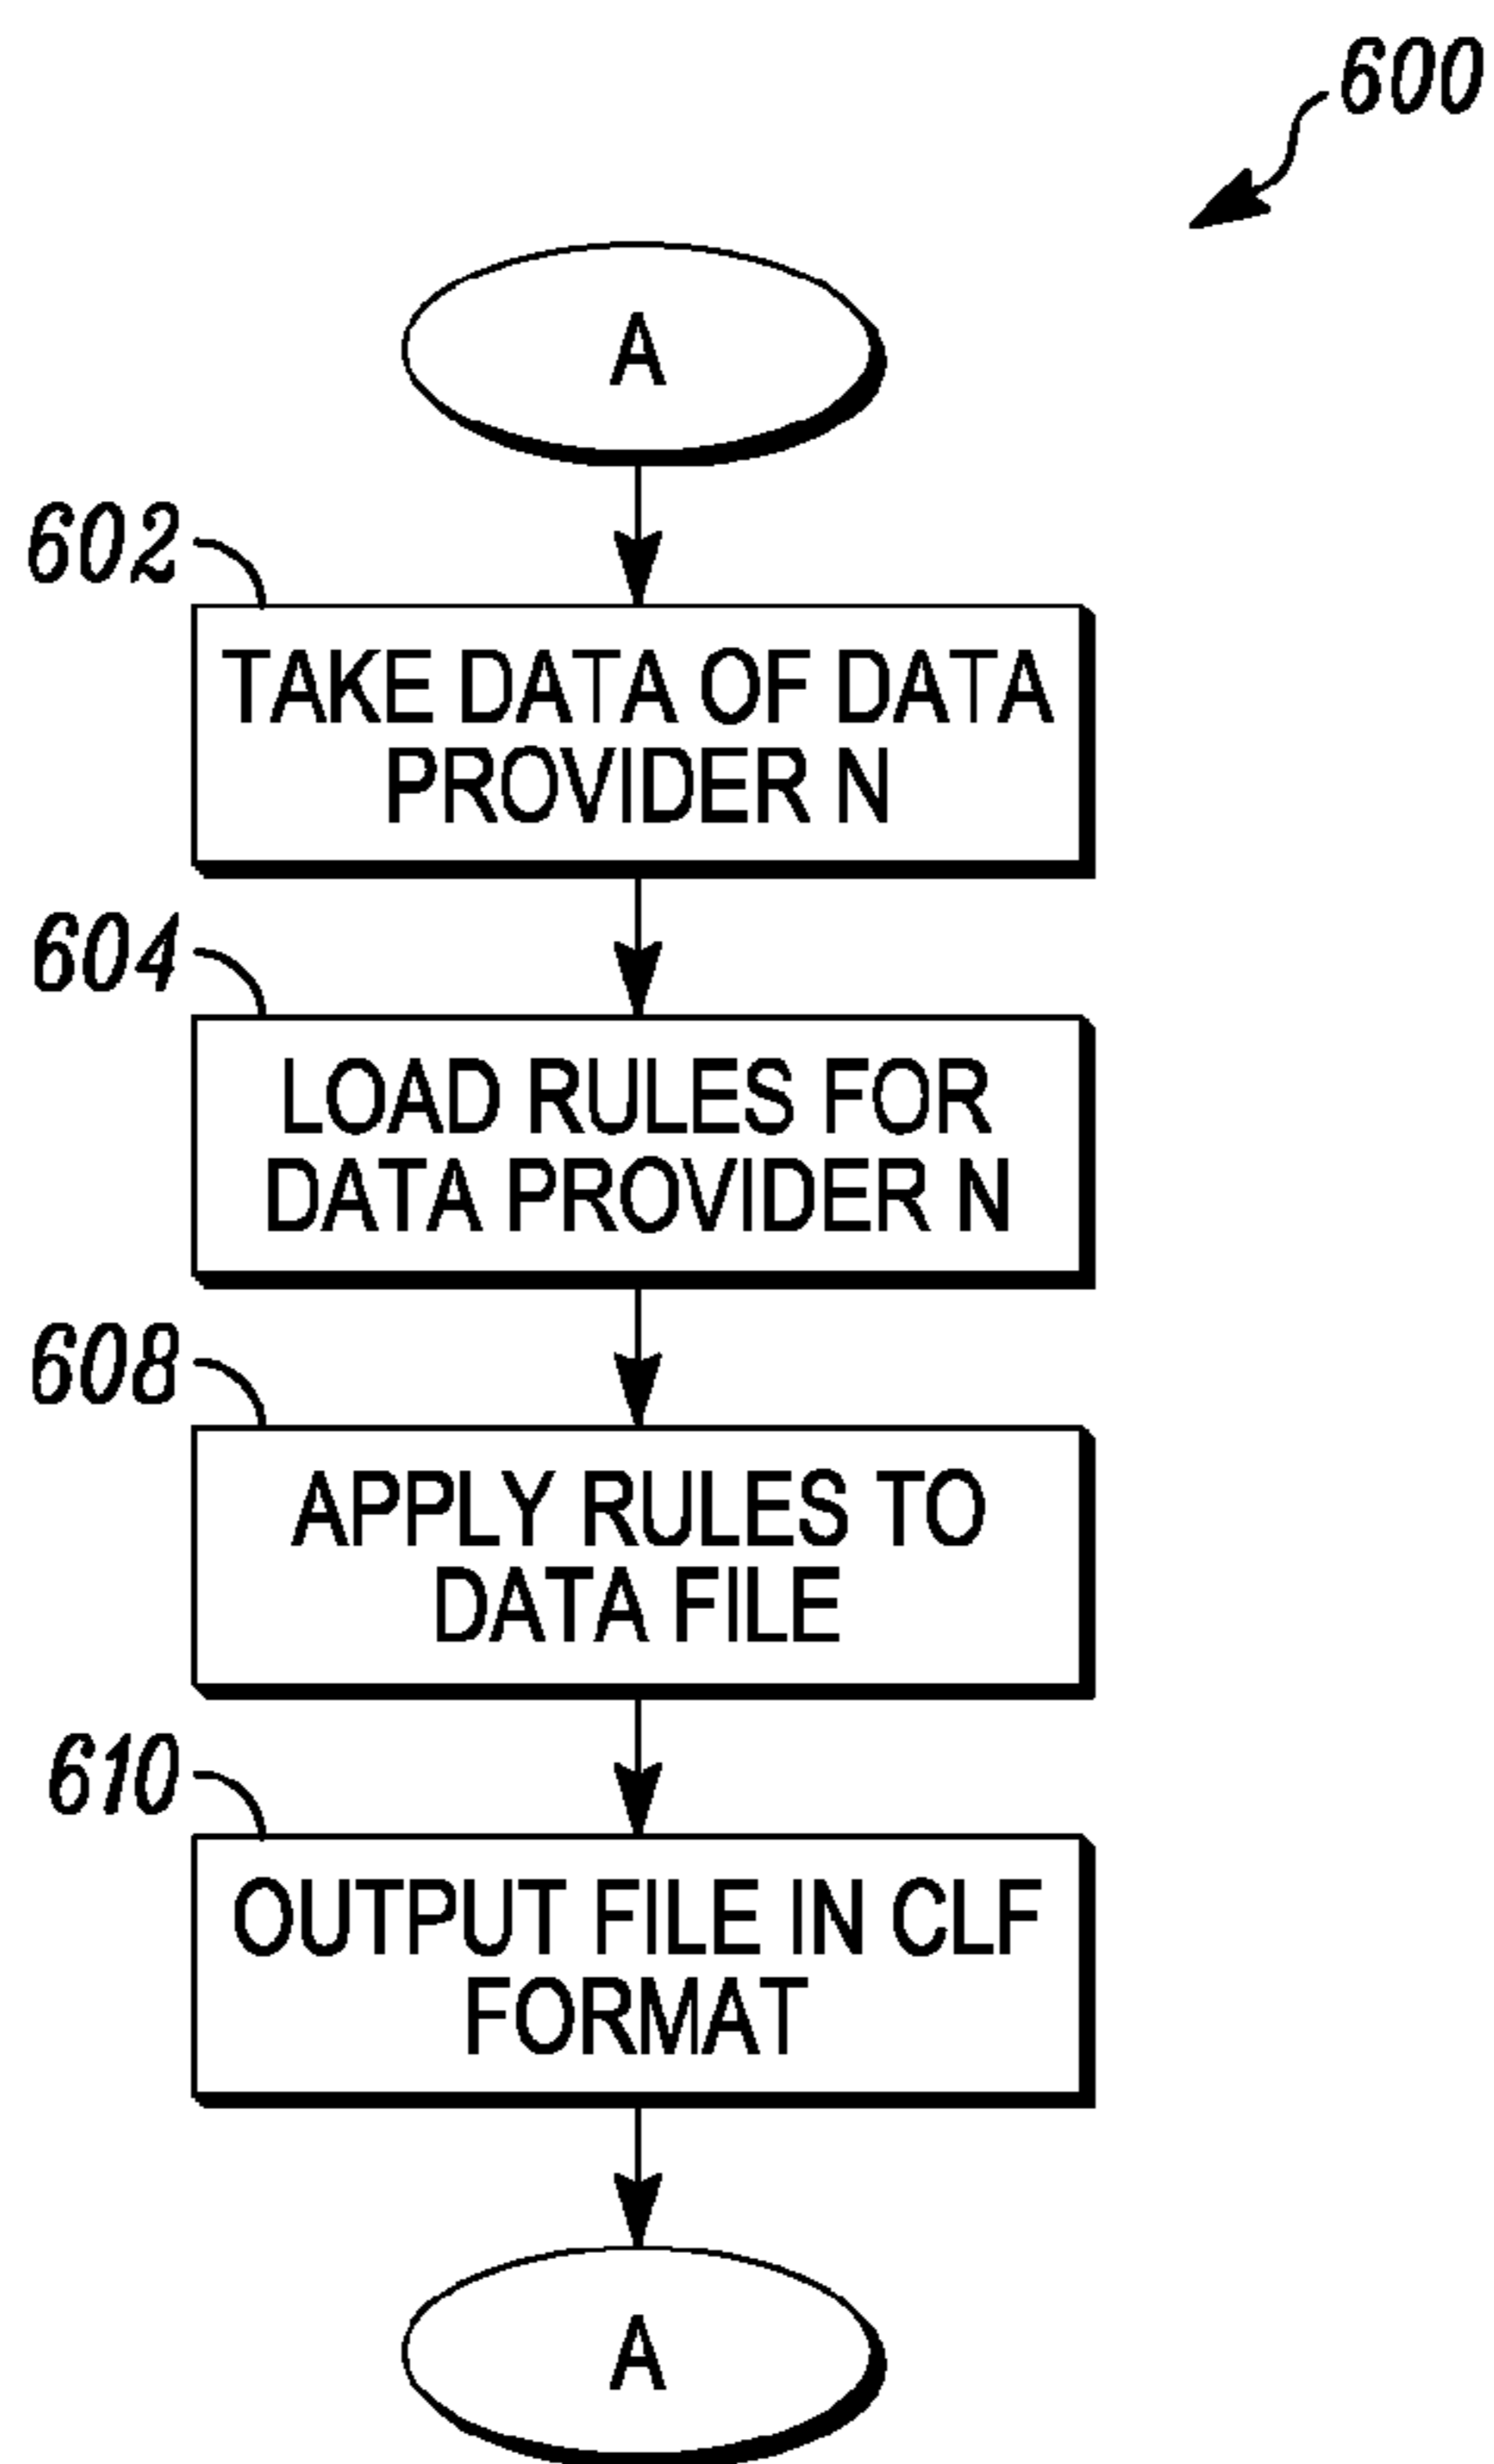 600
A
602
TAKE DATA OF DATA
PROVIDER N
604
LOAD RULES FOR
DATA PROVIDER N
608
APPLY RULES TO
DATA FILE
610
OUTPUT FILE IN CLF
FORMAT
A